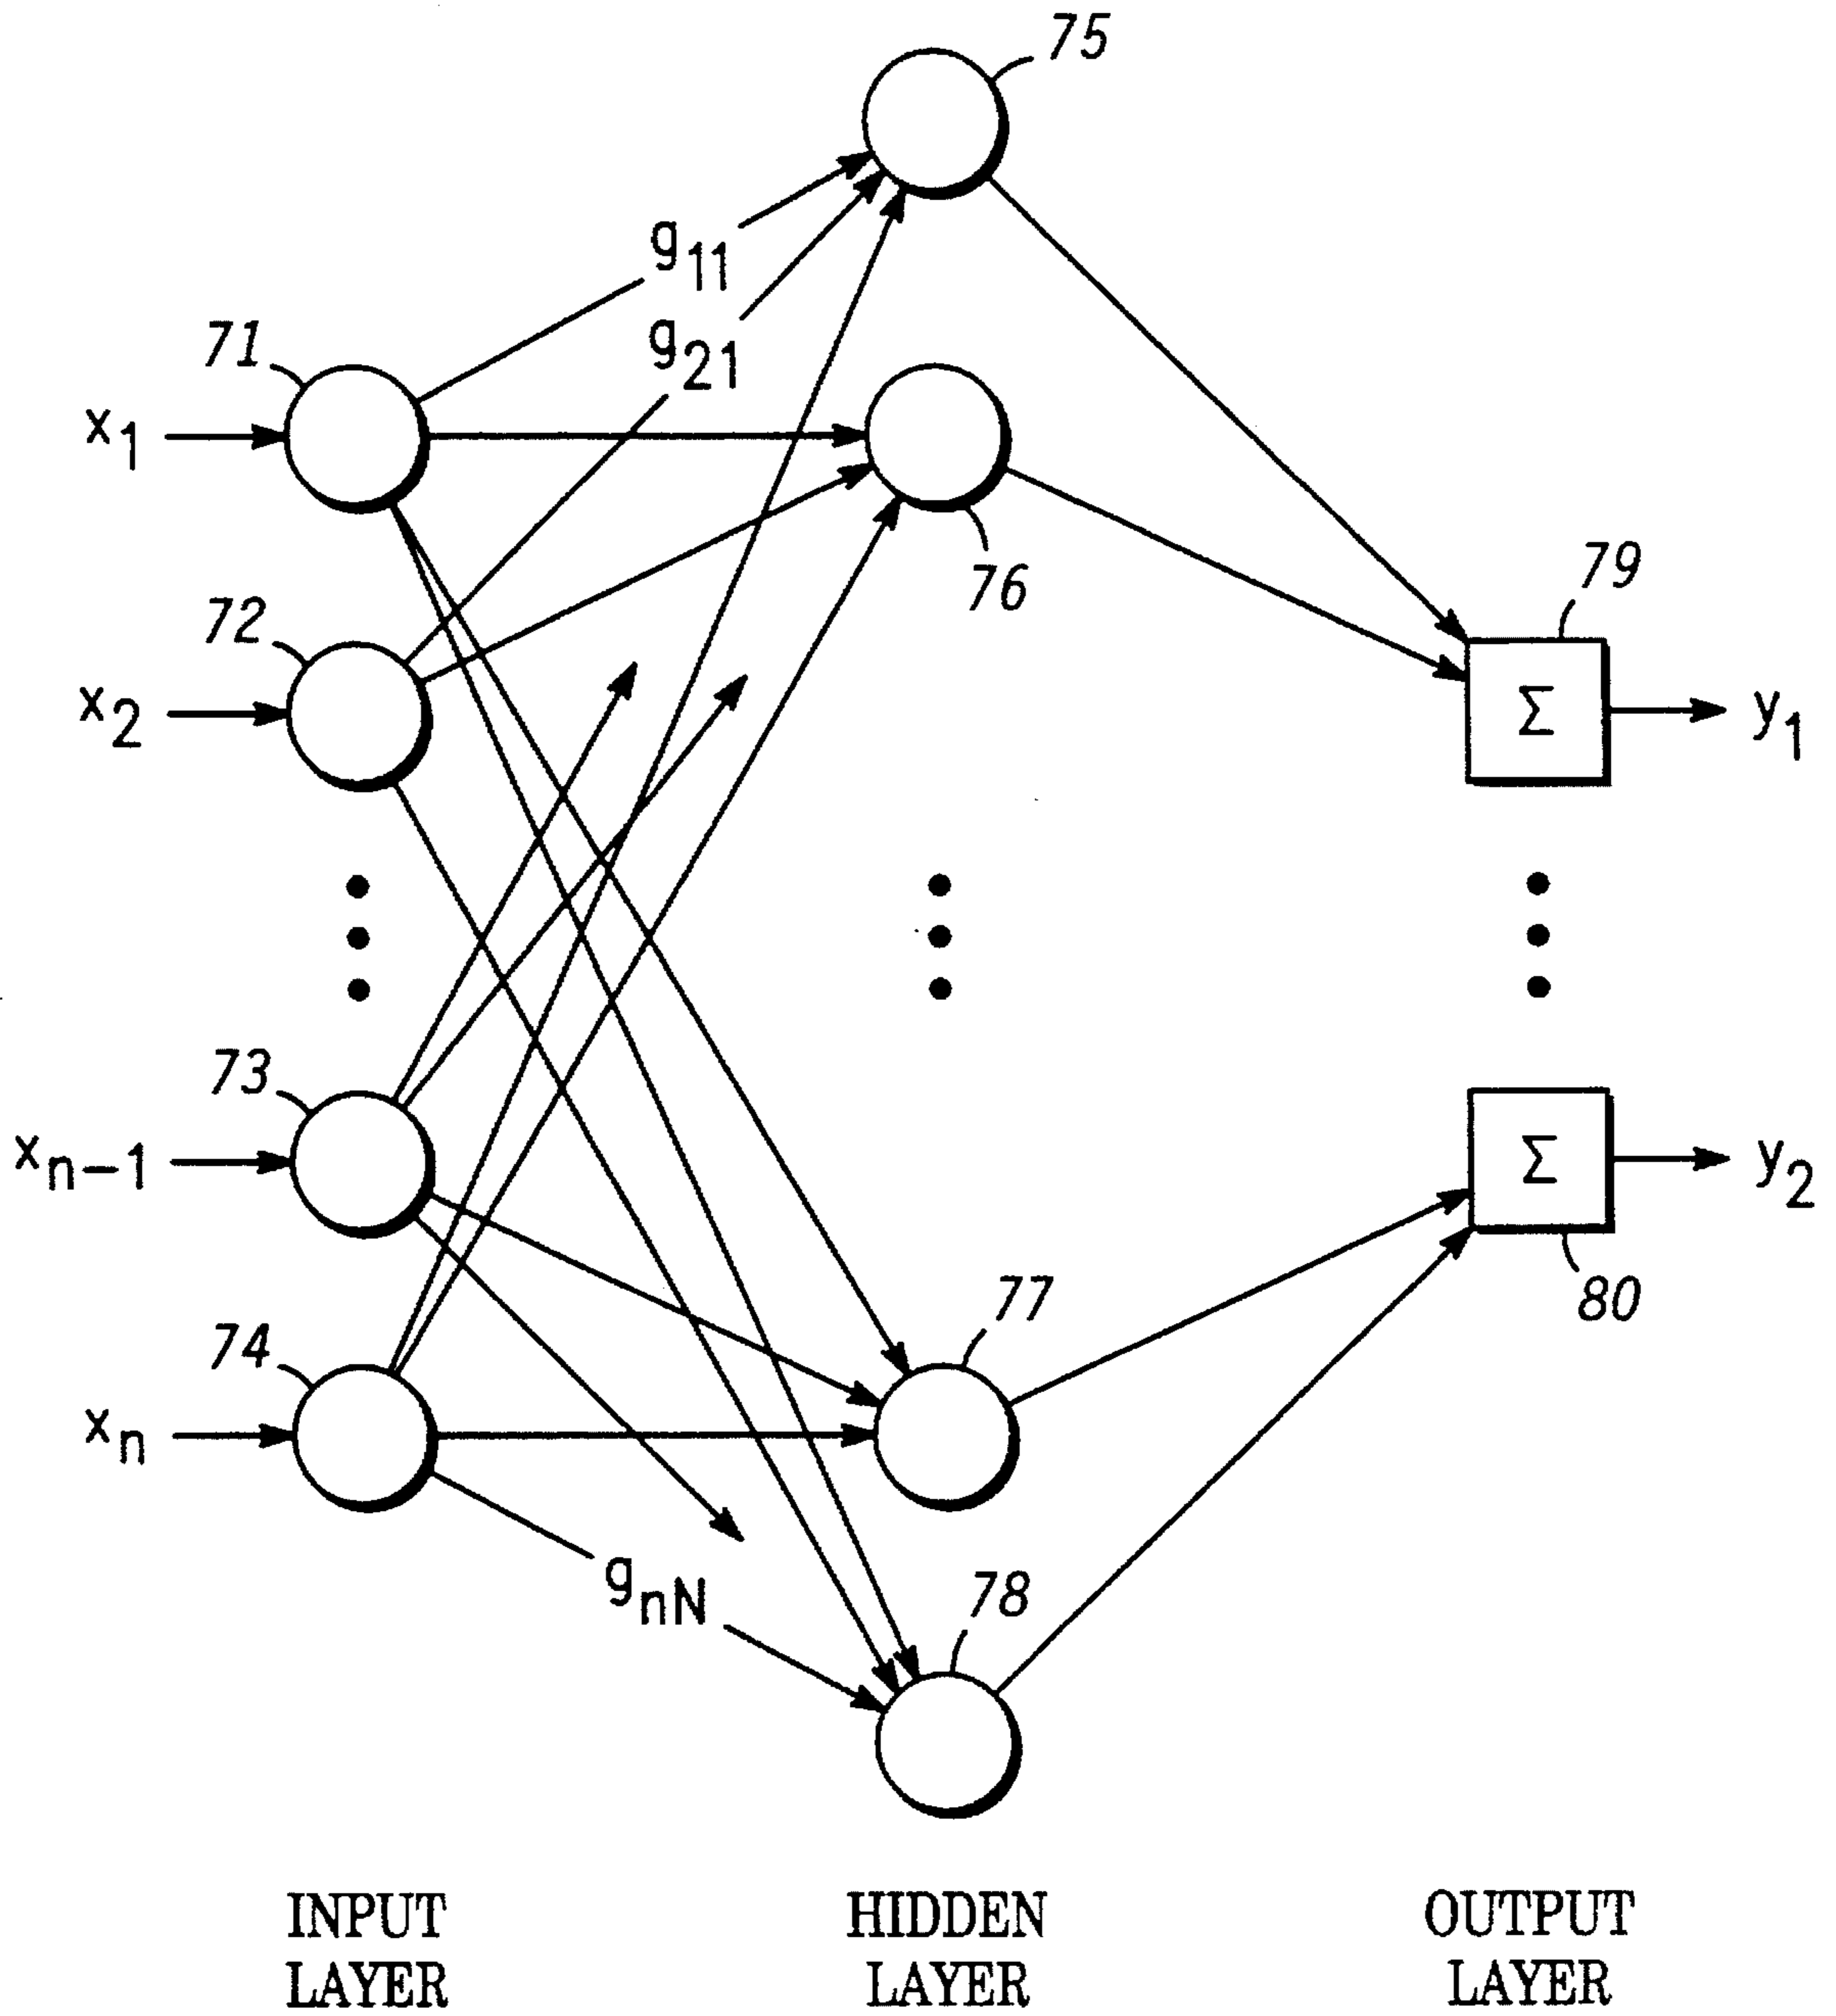 75
g11
g21
71
x1
76
72
x2
79
Σ
y1
73
xn-1
Σ
y2
80
77
74
xn
gnN
78
INPUT
LAYER
HIDDEN
LAYER
OUTPUT
LAYER